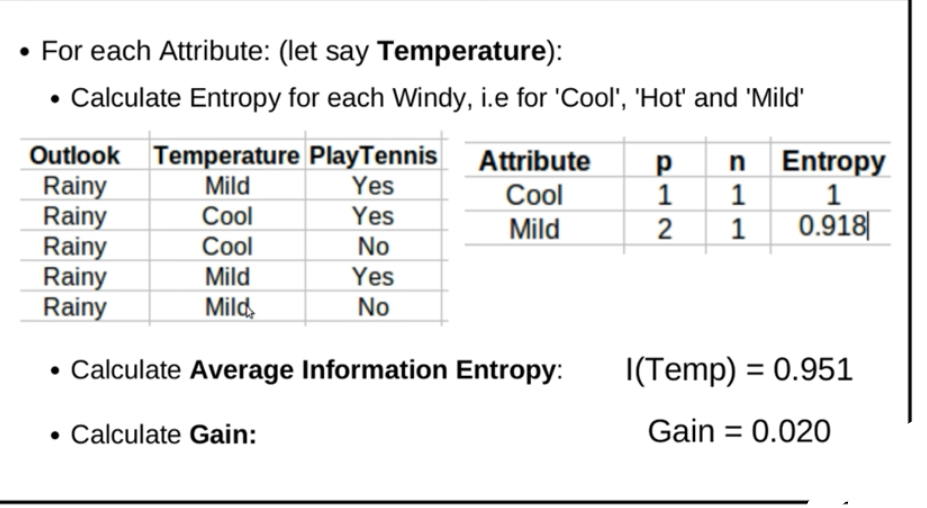 • For each Attribute: (let say Temperature):
• Calculate Entropy for each Windy, i.e for 'Cool', 'Hot' and 'Mild'
Outlook Temperature PlayTennis
Rainy Mild Yes
Rainy Cool Yes
Rainy Cool No
Rainy Mild Yes
Rainy Mild No
Attribute p n Entropy
Cool 1 1 1
Mild 2 1 0.918
• Calculate Average Information Entropy: I(Temp) = 0.951
• Calculate Gain: Gain = 0.020